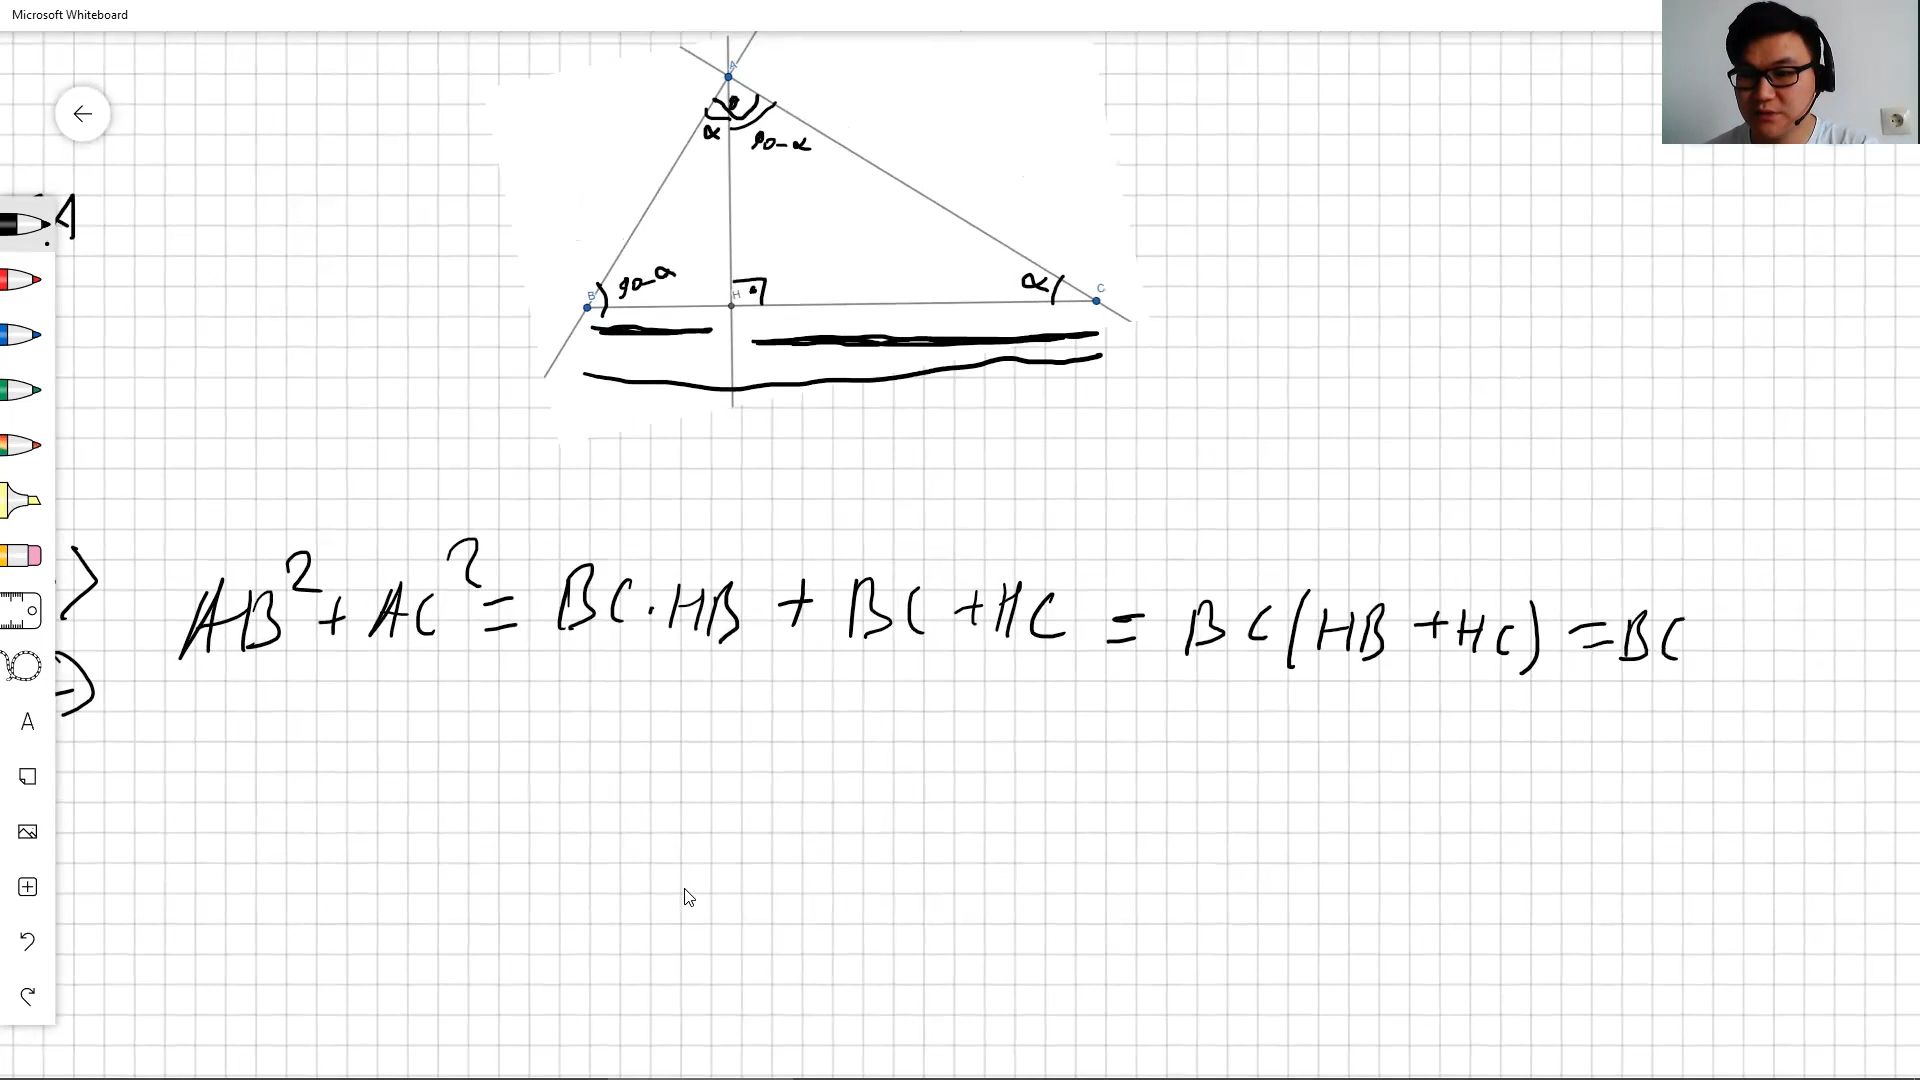 Microsoft Whiteboard
A
α
90-α
A
B
90-α
H
α
C
AB²+AC²=BC·HB+BC+HC=BC(HB+HC)=BC
A